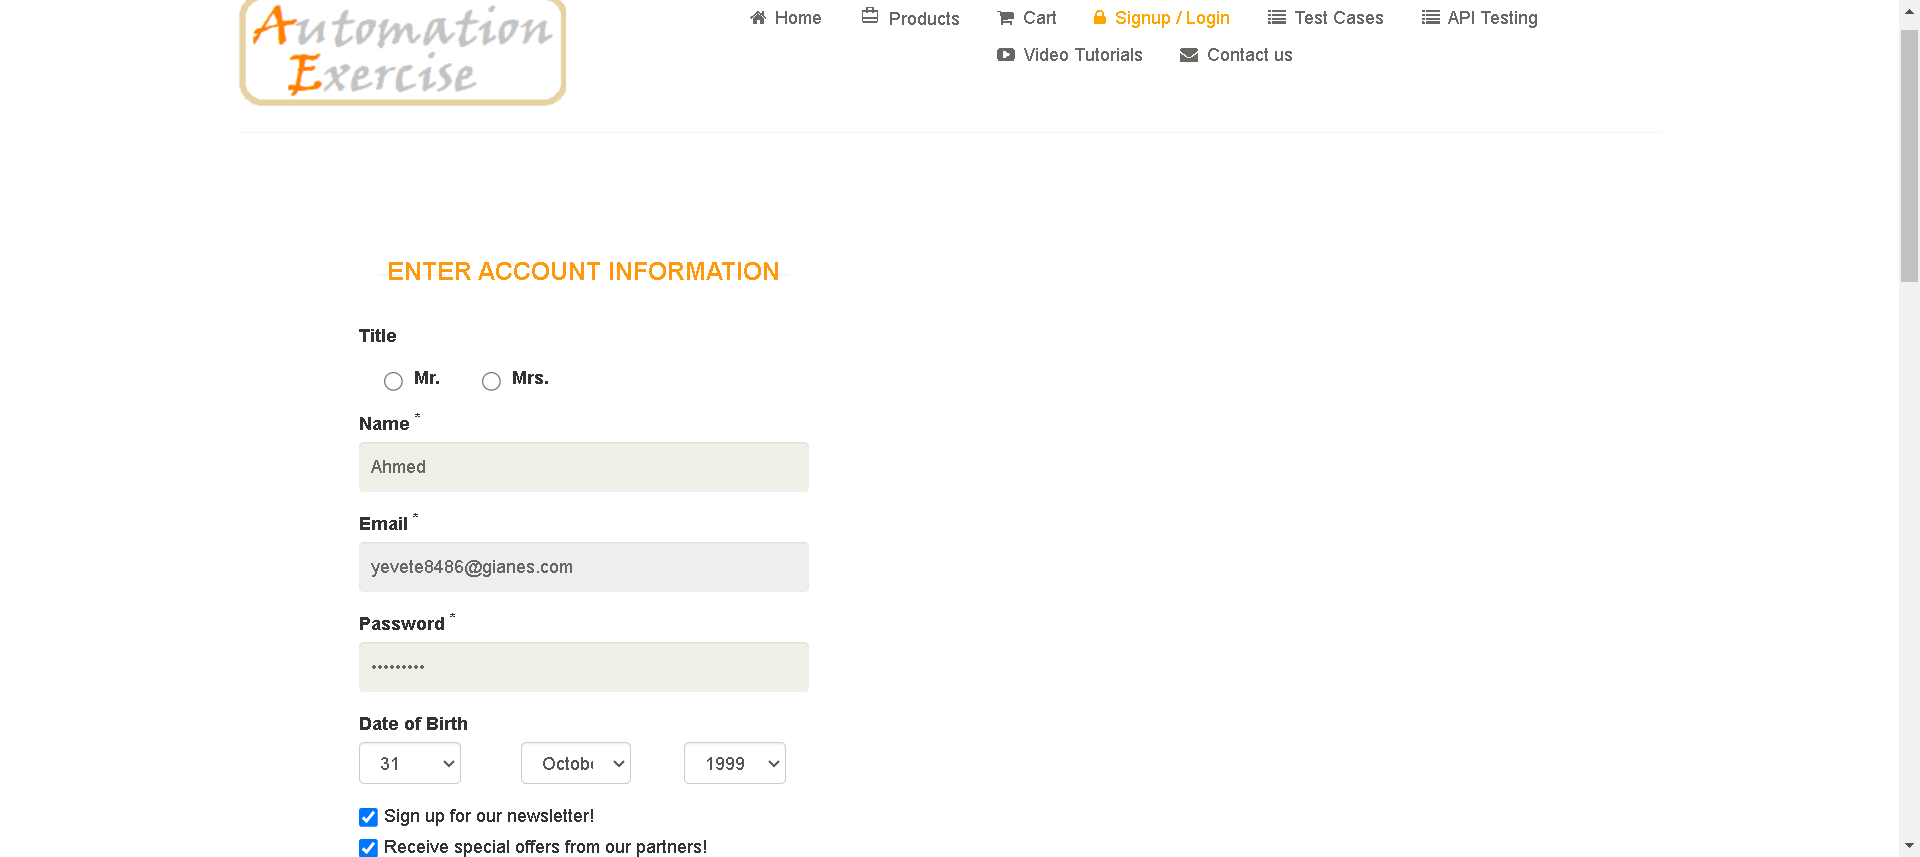 Automation
Exercise
Home Products Cart Signup / Login Test Cases API Testing
Video Tutorials Contact us
ENTER ACCOUNT INFORMATION
Title
Mr. Mrs.
Name *
Ahmed
Email *
yevete8486@gianes.com
Password *
•••••••••
Date of Birth
31 Octobe 1999
Sign up for our newsletter!
Receive special offers from our partners!